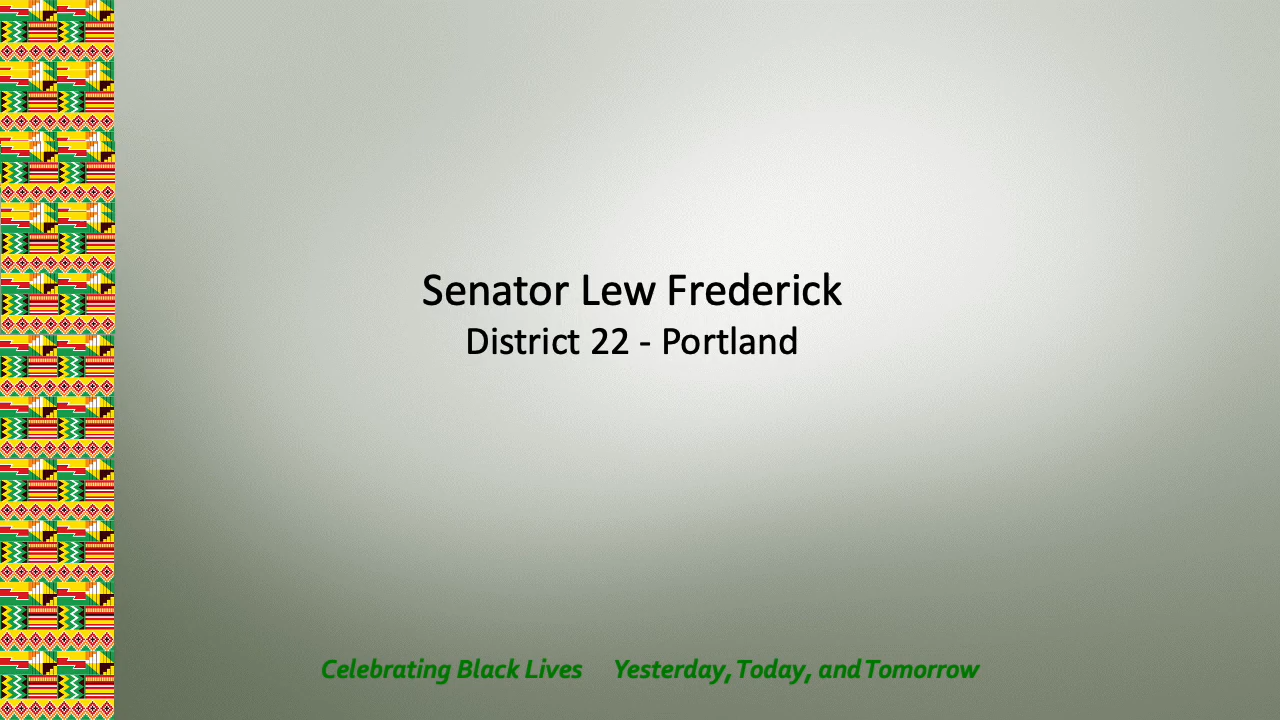 Senator Lew Frederick
District 22 - Portland
Celebrating Black Lives Yesterday, Today, and Tomorrow